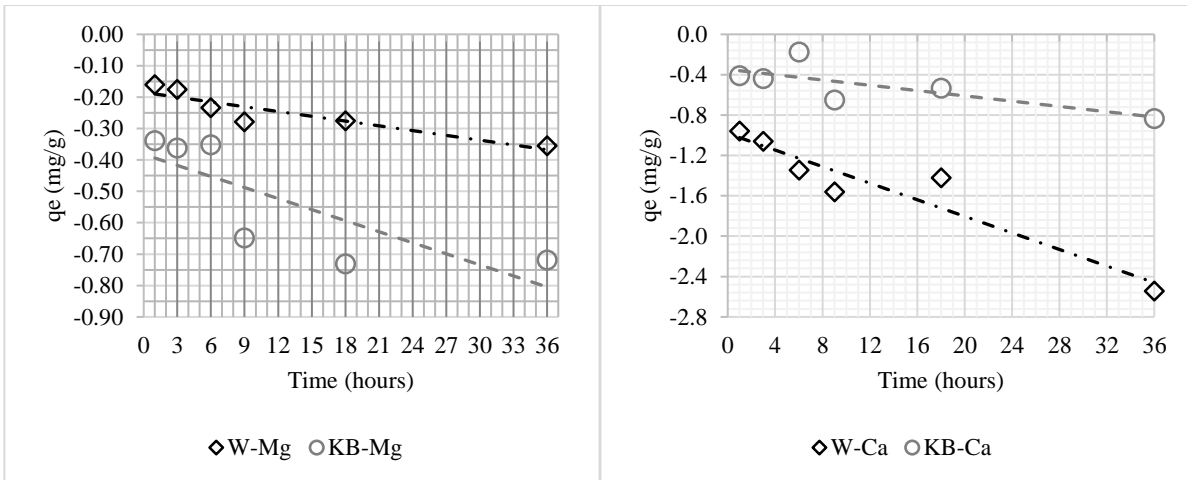 0.00
-0.10
-0.20
-0.30
-0.40
-0.50
-0.60
-0.70
-0.80
-0.90
qe (mg/g)
0 3 6 9 12 15 18 21 24 27 30 33 36
Time (hours)
W-Mg KB-Mg
0.0
-0.4
-0.8
-1.2
-1.6
-2.0
-2.4
-2.8
qe (mg/g)
0 4 8 12 16 20 24 28 32 36
Time (hours)
W-Ca KB-Ca